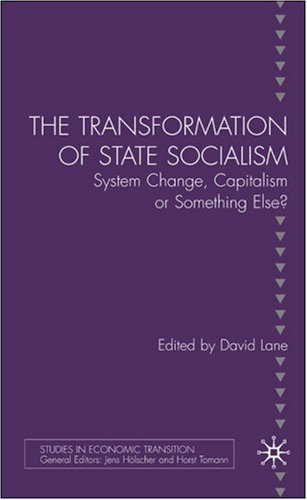 THE TRANSFORMATION
OF STATE SOCIALISM
System Change, Capitalism
or Something Else?
Edited by David Lane
STUDIES IN ECONOMIC TRANSITION
General Editors: Jens Hölscher and Horst Tomann